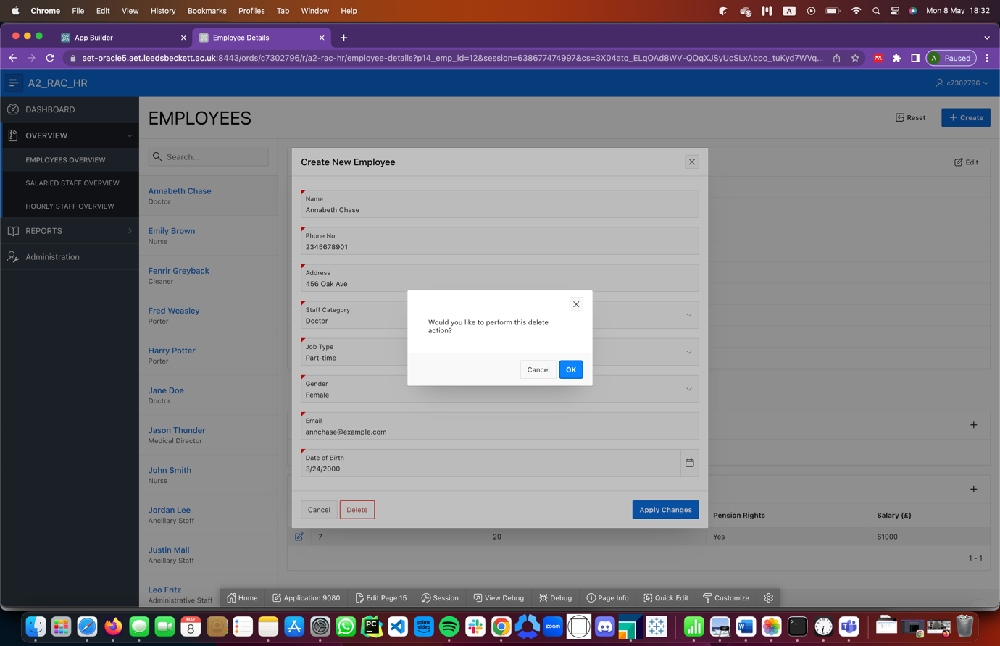 Chrome File Edit View History Bookmarks Profiles Tab Window Help
A
Mon 8 May 18:32
App Builder
Employee Details
aet-oracle5.aet.leedsbeckett.ac.uk:8443/ords/c7302796/r/a2-rac-hr/employee-details?p14_emp_id=12&session=638677474997&cs=3X04ato_ELqOAd8WV-QOqXJSyUcSLxAbpo_tuKyd7WVq...
A Paused
A2_RAC_HR
c7302796
DASHBOARD
OVERVIEW
EMPLOYEES OVERVIEW
SALARIED STAFF OVERVIEW
HOURLY STAFF OVERVIEW
REPORTS
Administration
EMPLOYEES
Reset
Create
Search...
Annabeth Chase
Doctor
Emily Brown
Nurse
Fenrir Greyback
Cleaner
Fred Weasley
Porter
Harry Potter
Porter
Jane Doe
Doctor
Jason Thunder
Medical Director
John Smith
Nurse
Jordan Lee
Ancillary Staff
Justin Mall
Ancillary Staff
Leo Fritz
Administrative Staff
Edit
Create New Employee
Name
Annabeth Chase
Phone No
2345678901
Address
456 Oak Ave
Staff Category
Doctor
Job Type
Part-time
Gender
Female
Email
annchase@example.com
Date of Birth
3/24/2000
Cancel
Delete
Apply Changes
Would you like to perform this delete
action?
Cancel
OK
Pension Rights Salary (£)
7 20 Yes 61000
1 - 1
Home Application 9080 Edit Page 15 Session View Debug Debug Page Info Quick Edit Customize
MAY
8
PC
prime
video
zoom
W